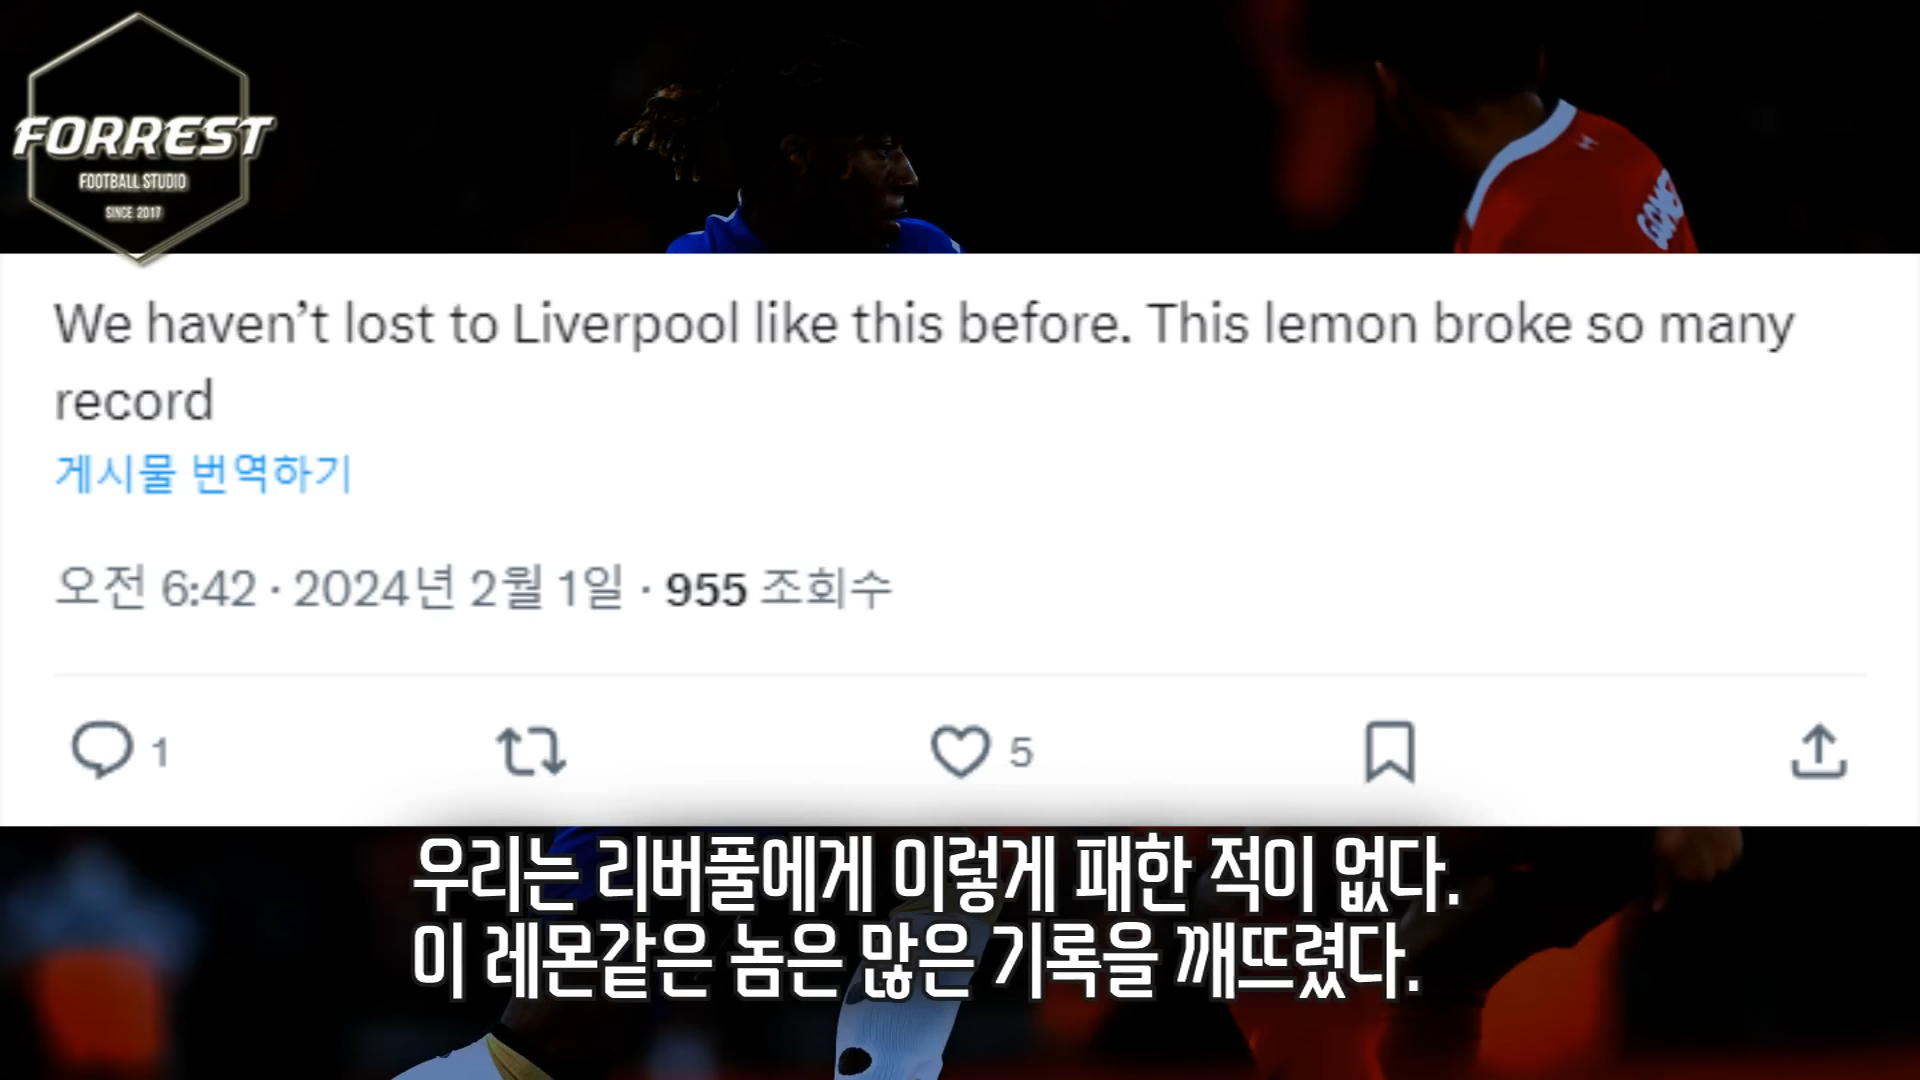 FORREST
FOOTBALL STUDIO
SINCE 2017
GOMEZ
We haven’t lost to Liverpool like this before. This lemon broke so many
record
게시물 번역하기
오전 6:42 · 2024년 2월 1일 · 955 조회수
1
5
우리는 리버풀에게 이렇게 패한 적이 없다.
이 레몬같은 놈은 많은 기록을 깨뜨렸다.